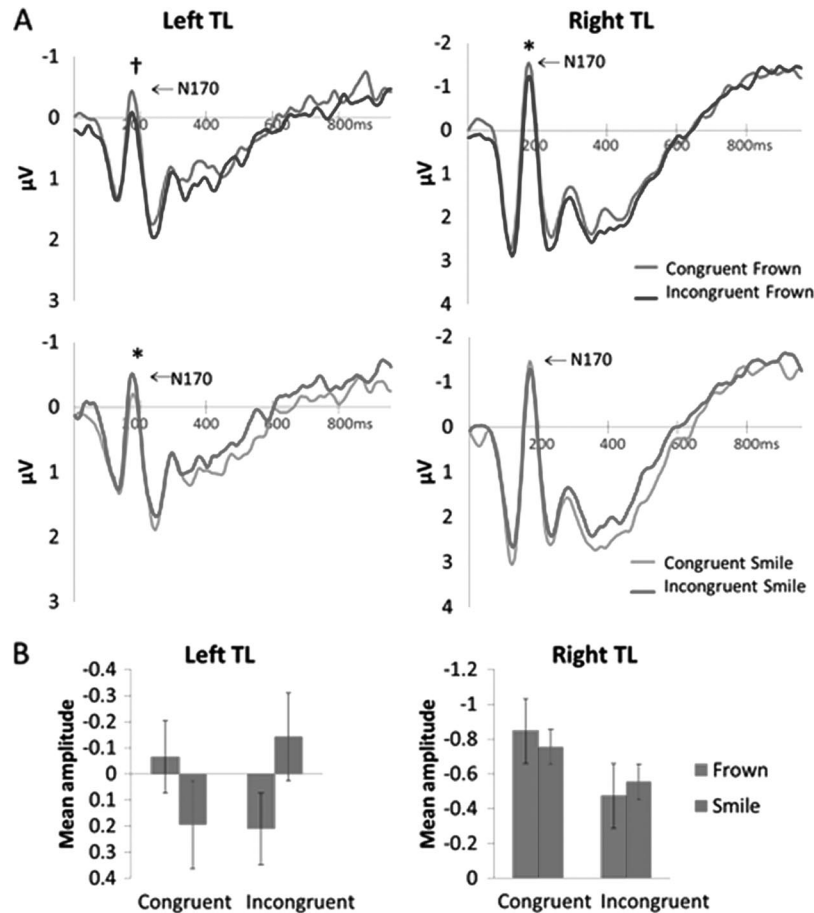 A
Left TL
Right TL
-1
0
1
2
3
µV
†
←N170
200
400
600
800ms
-2
-1
0
1
2
3
4
µV
*
←N170
200
400
600
800ms
Congruent Frown
Incongruent Frown
-1
0
1
2
3
µV
*
←N170
200
400
600
800ms
-2
-1
0
1
2
3
4
µV
←N170
200
400
600
800ms
Congruent Smile
Incongruent Smile
B
Left TL
Right TL
Mean amplitude
-0.4
-0.3
-0.2
-0.1
0
0.1
0.2
0.3
0.4
Congruent Incongruent
Mean amplitude
-1.2
-1
-0.8
-0.6
-0.4
-0.2
0
Congruent Incongruent
Frown
Smile